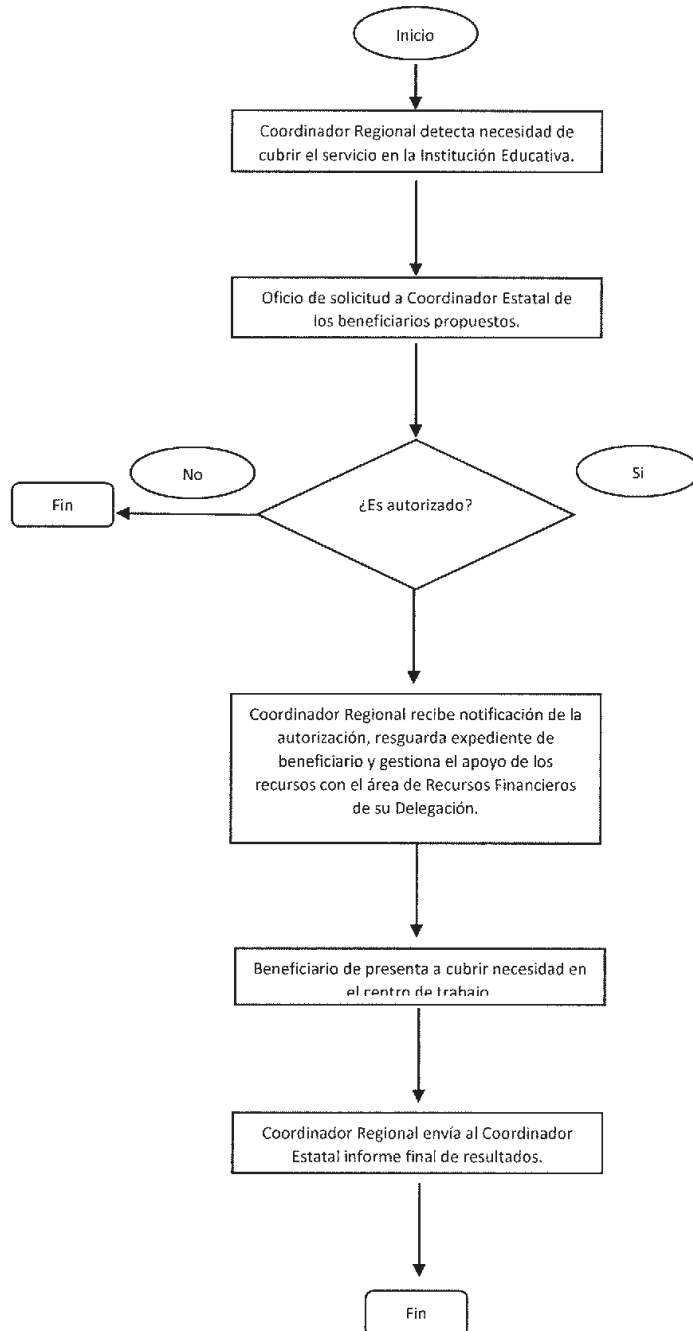 Inicio
Coordinador Regional detecta necesidad de
cubrir el servicio en la Institución Educativa.
Oficio de solicitud a Coordinador Estatal de
los beneficiarios propuestos.
No
Si
Fin
¿Es autorizado?
Coordinador Regional recibe notificación de la
autorización, resguarda expediente de
beneficiario y gestiona el apoyo de los
recursos con el área de Recursos Financieros
de su Delegación.
Beneficiario de presenta a cubrir necesidad en
el centro de trabajo
Coordinador Regional envía al Coordinador
Estatal informe final de resultados.
Fin